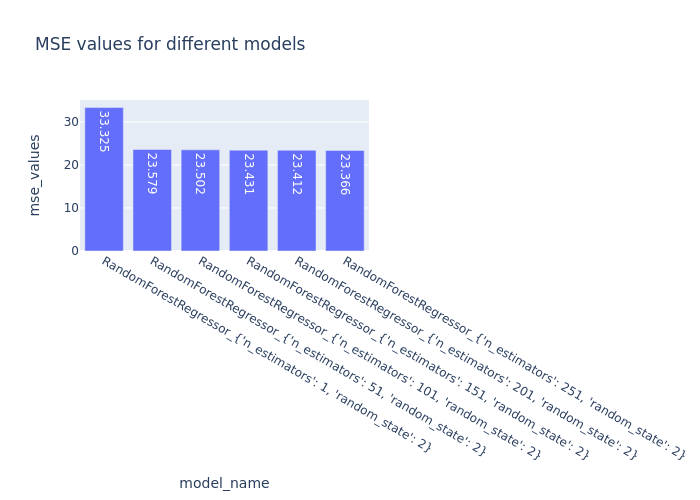 MSE values for different models
mse_values
30
20
10
0
33.325
23.579
23.502
23.431
23.412
23.366
RandomForestRegressor_{'n_estimators': 1, 'random_state': 2}
RandomForestRegressor_{'n_estimators': 51, 'random_state': 2}
RandomForestRegressor_{'n_estimators': 101, 'random_state': 2}
RandomForestRegressor_{'n_estimators': 151, 'random_state': 2}
RandomForestRegressor_{'n_estimators': 201, 'random_state': 2}
RandomForestRegressor_{'n_estimators': 251, 'random_state': 2}
model_name